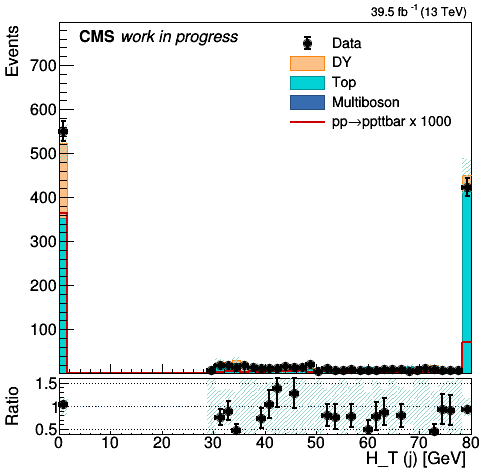 39.5 fb⁻¹ (13 TeV)
CMS work in progress
Events
Data
DY
Top
Multiboson
pp→ppttbar x 1000
700
600
500
400
300
200
100
Ratio
1.5
1
0.5
0 10 20 30 40 50 60 70 80
H_T (j) [GeV]